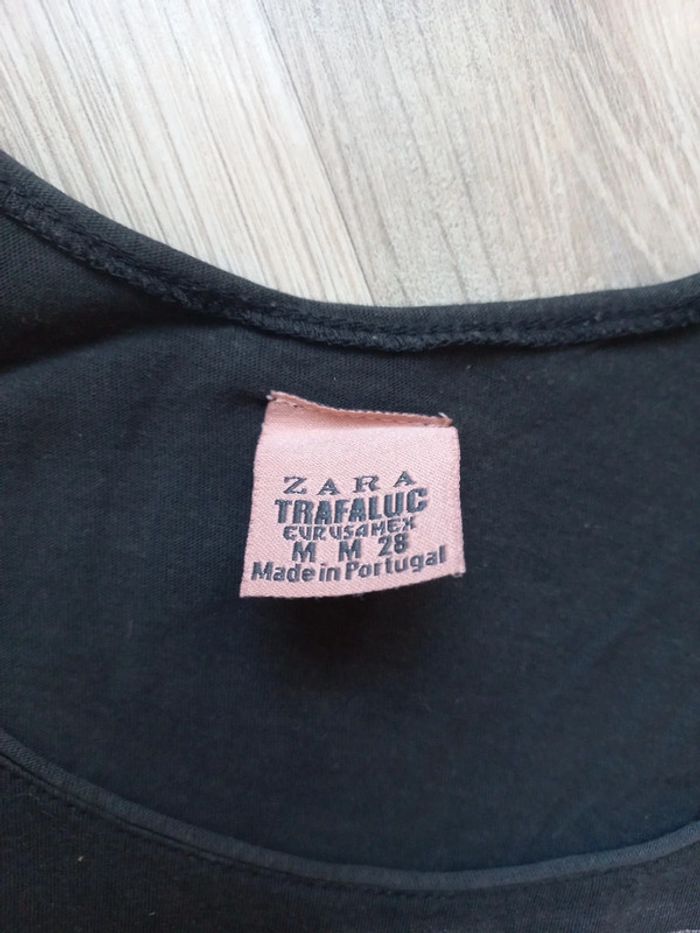 ZARA
TRAFALUC
EUR USA MEX
M M 28
Made in Portugal